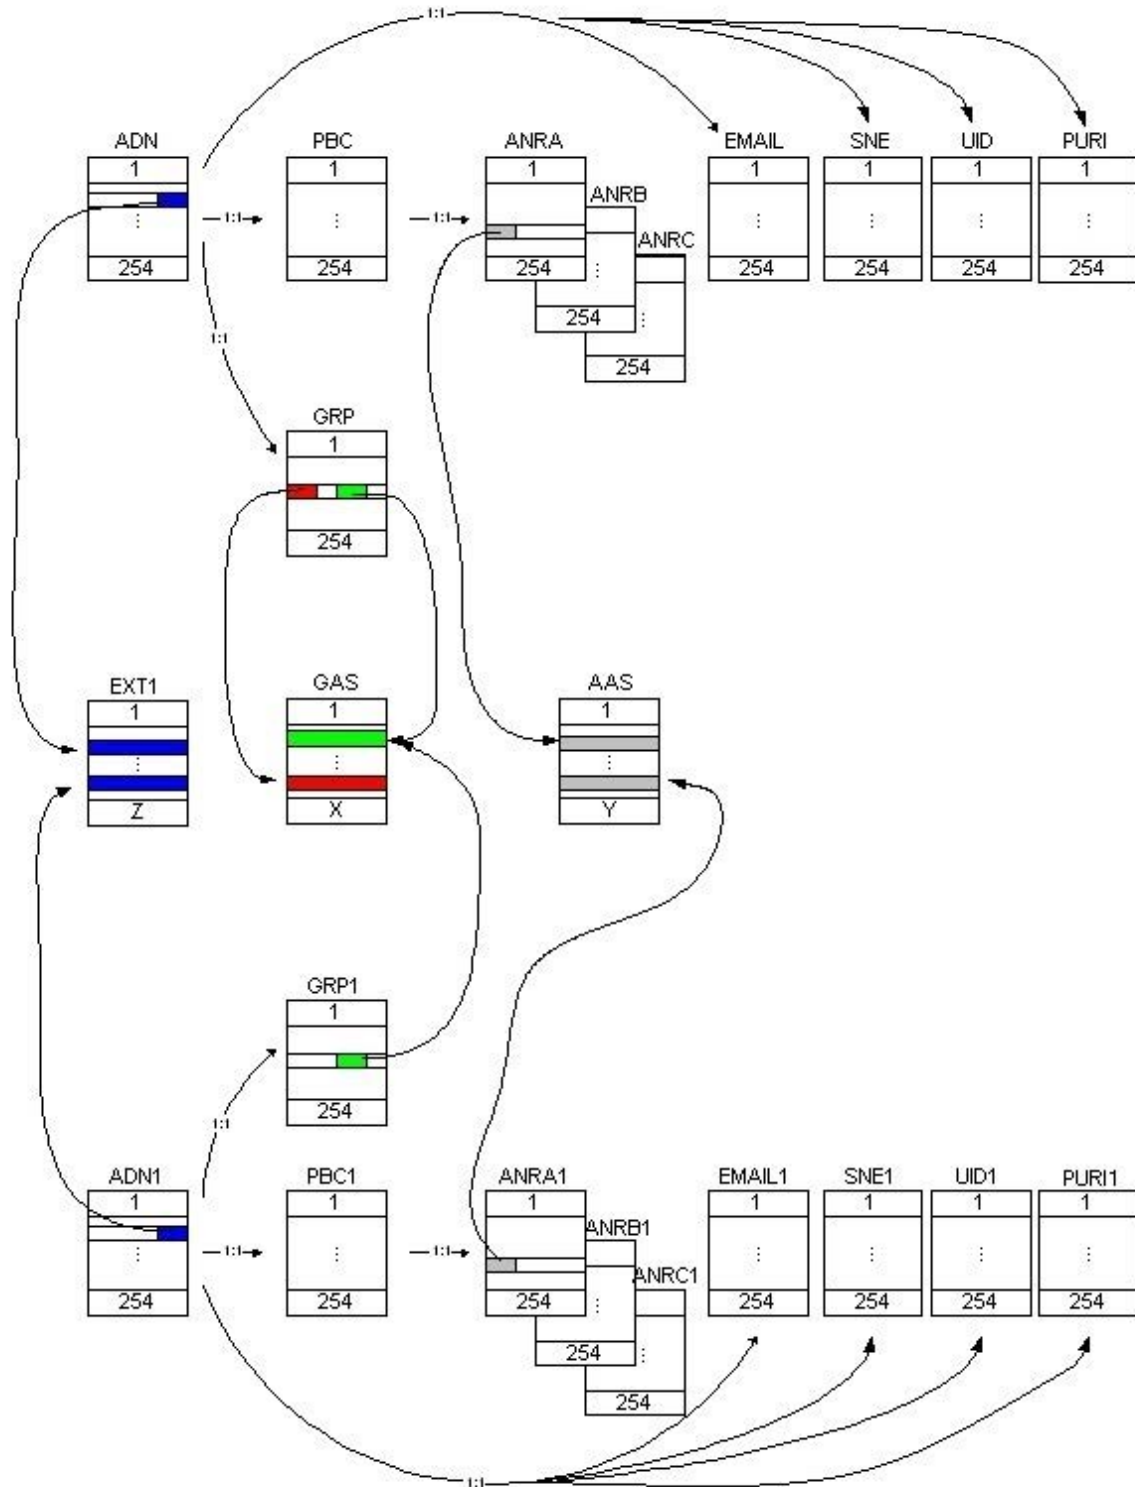 1:1
ADN PBC ANRA EMAIL SNE UID PURI
1 1 1 1 1 1 1
ANRB
1:1 1:1
⋮ ⋮ ⋮ ⋮ ⋮ ⋮
ANRC
254 254 254 ⋮ 254 254 254 254
254 ⋮
1:1
254
GRP
1
254
EXT1 GAS AAS
1 1 1
⋮ ⋮ ⋮
Z X Y
GRP1
1
254
1:1
ADN1 PBC1 ANRA1 EMAIL1 SNE1 UID1 PURI1
1 1 1 1 1 1 1
ANRB1
1:1 1:1
⋮ ⋮ ⋮ ⋮ ⋮ ⋮
ANRC1
254 254 254 ⋮ 254 254 254 254
254 ⋮
254
1:1